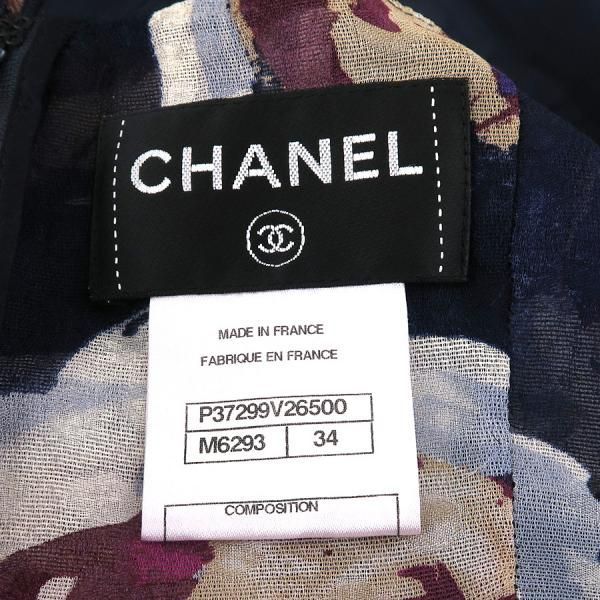 CHANEL
MADE IN FRANCE
FABRIQUE EN FRANCE
P37299V26500
M6293 34
COMPOSITION